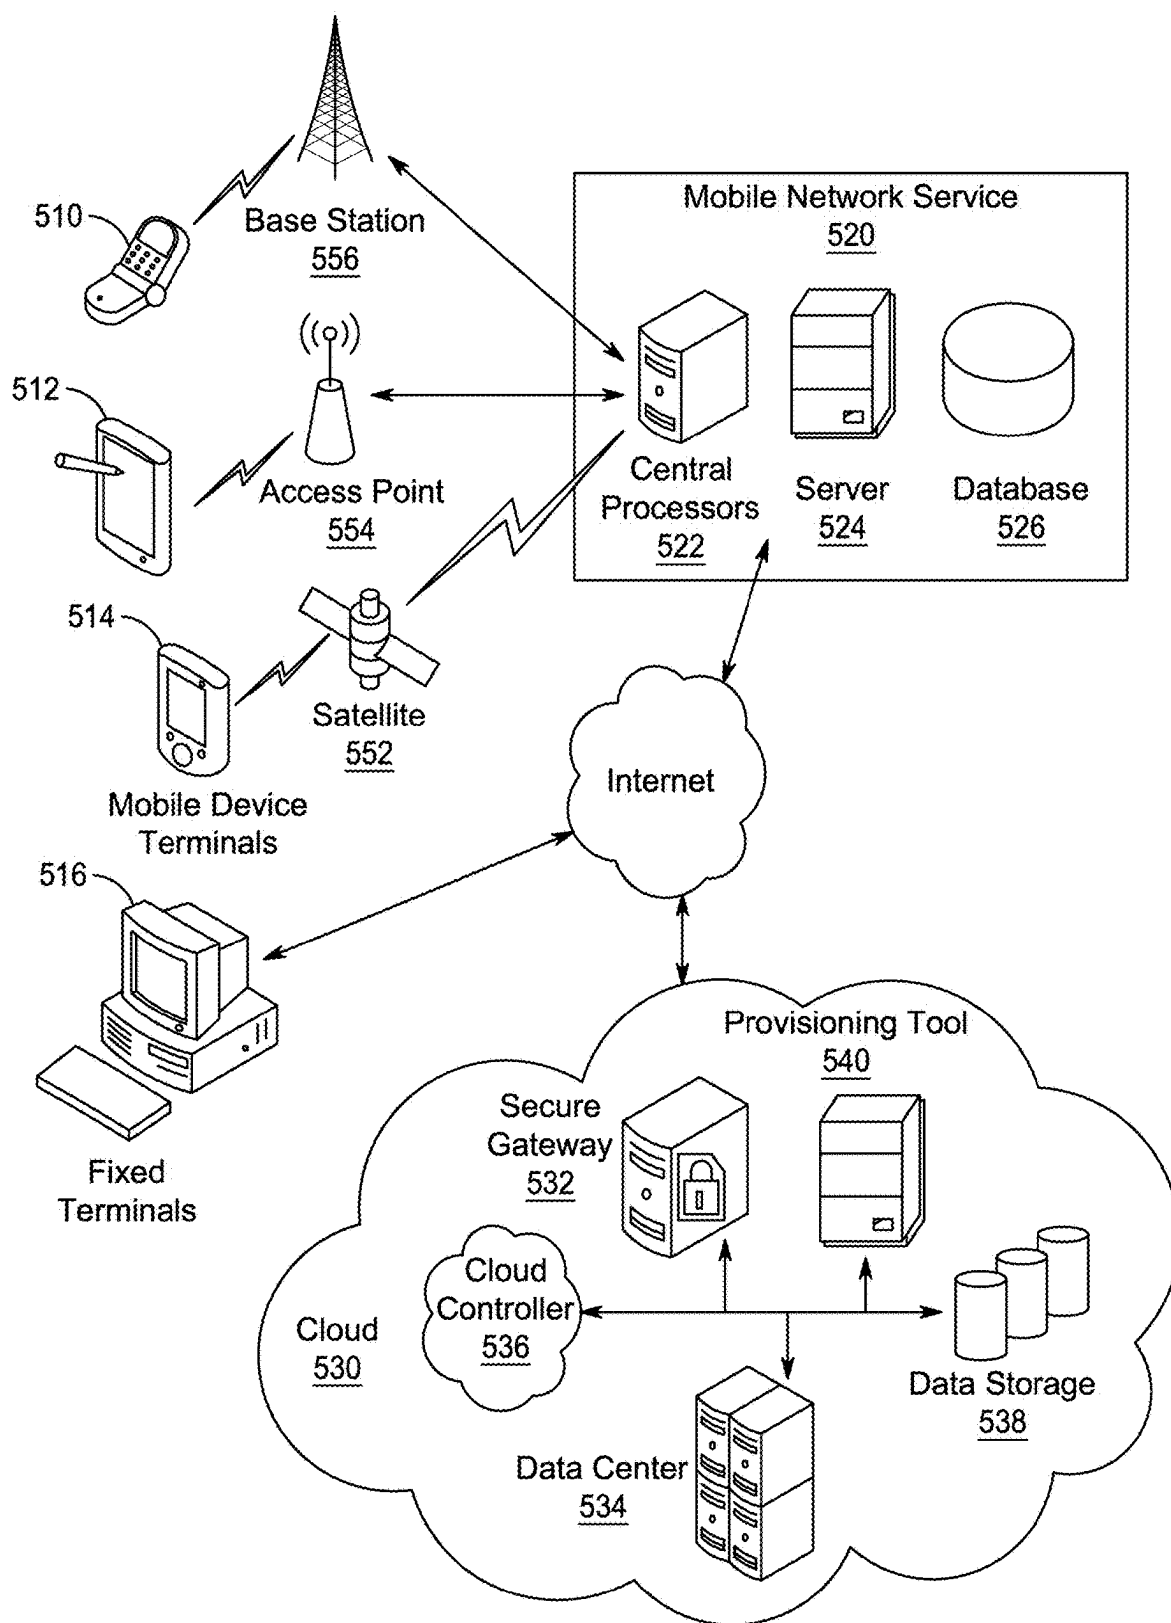 510
Base Station
556
Mobile Network Service
520
512
Access Point
554
Central
Processors
522
Server
524
Database
526
514
Satellite
552
Mobile Device
Terminals
Internet
516
Fixed
Terminals
Provisioning Tool
540
Secure
Gateway
532
Cloud
Controller
536
Cloud
530
Data Storage
538
Data Center
534